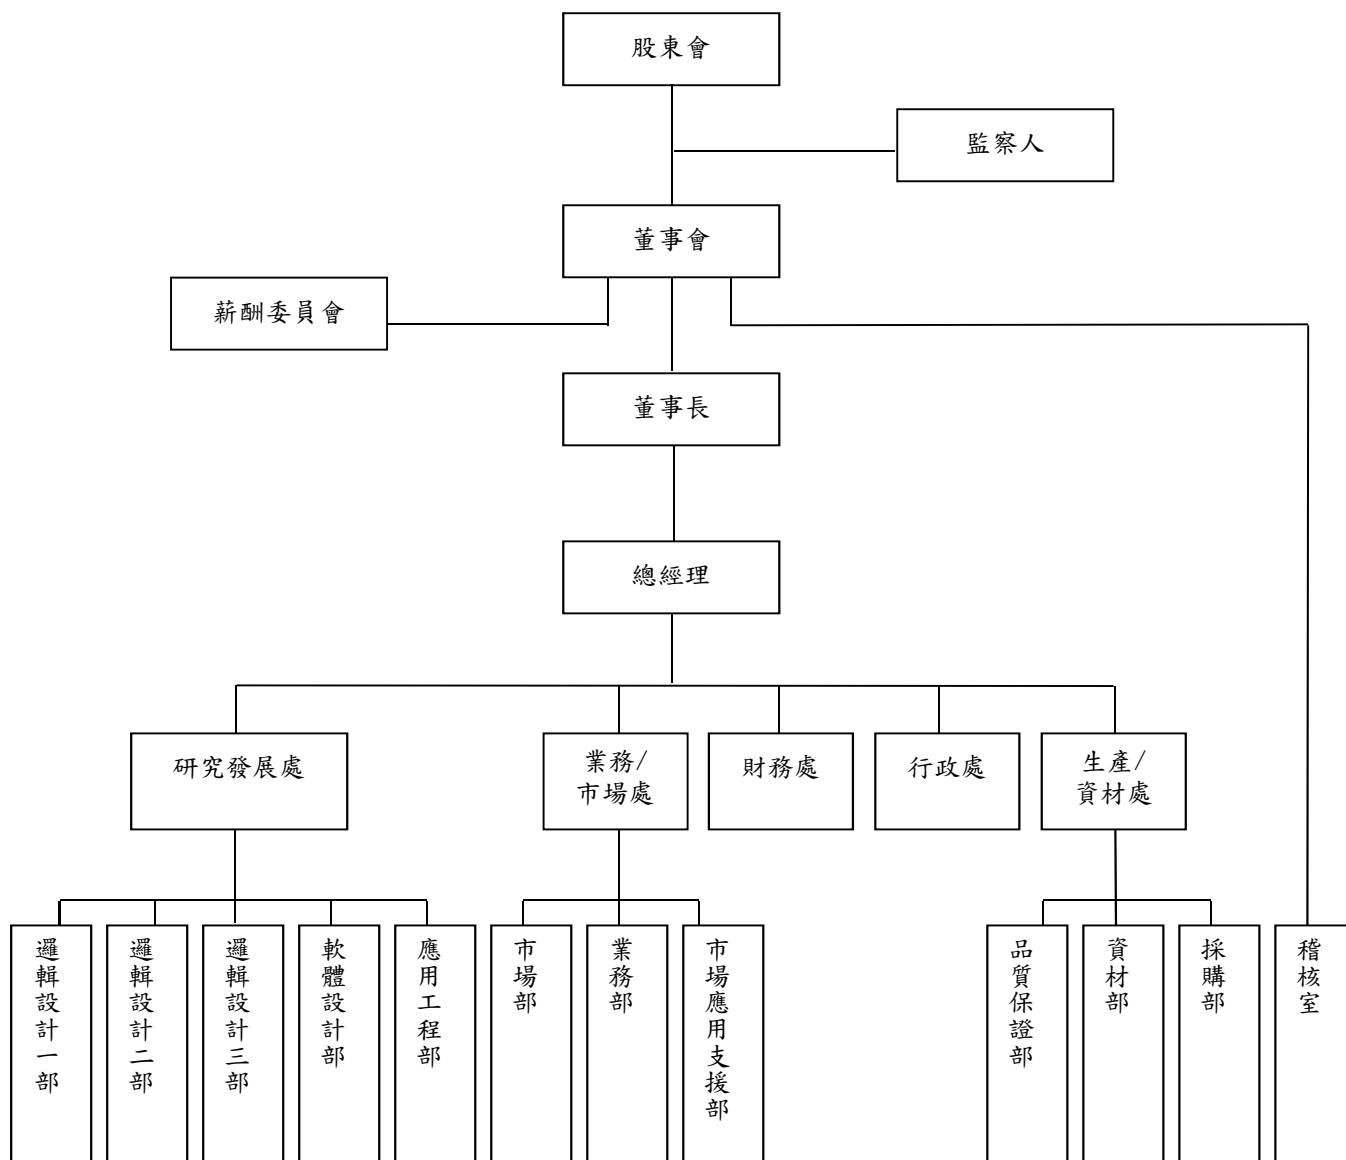 股東會
監察人
董事會
薪酬委員會
董事長
總經理
研究發展處
業務/
市場處
財務處
行政處
生產/
資材處
邏輯設計一部
邏輯設計二部
邏輯設計三部
軟體設計部
應用工程部
市場部
業務部
市場應用支援部
品質保證部
資材部
採購部
稽核室